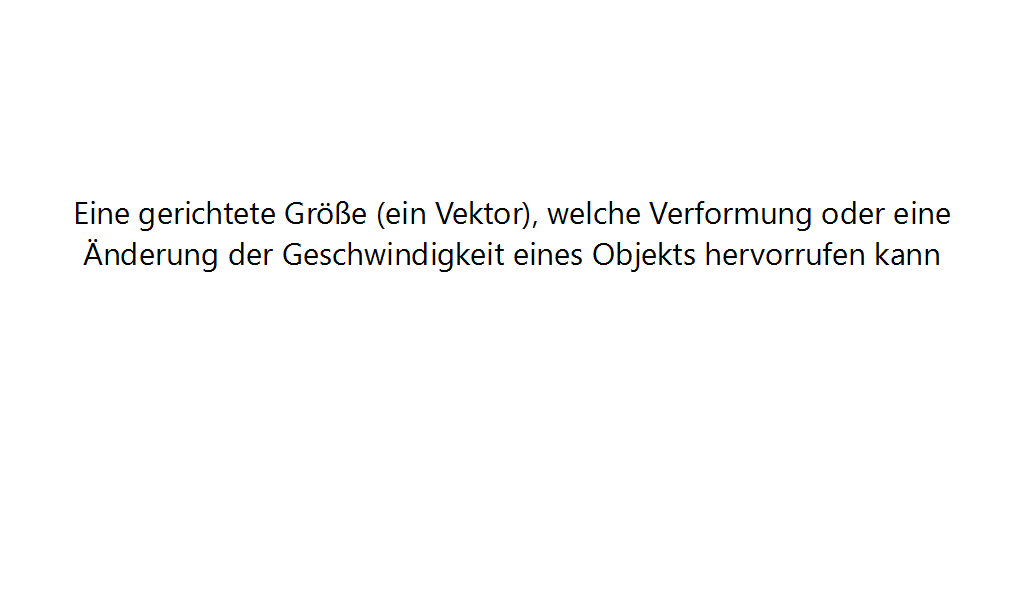 Eine gerichtete Größe (ein Vektor), welche Verformung oder eine
Änderung der Geschwindigkeit eines Objekts hervorrufen kann